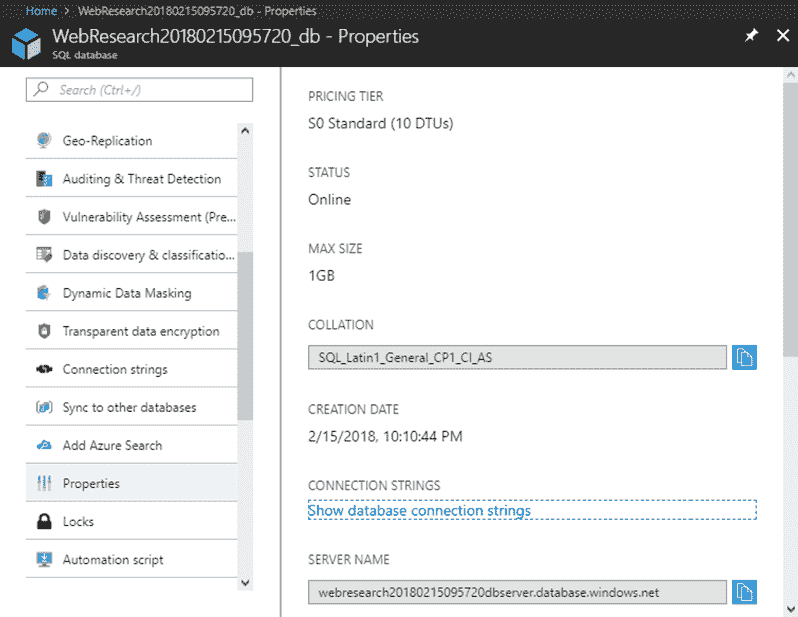 Home > WebResearch20180215095720_db - Properties
WebResearch20180215095720_db - Properties
SQL database
Search (Ctrl+/)
Geo-Replication
Auditing & Threat Detection
Vulnerability Assessment (Pre...
Data discovery & classificatio...
Dynamic Data Masking
Transparent data encryption
Connection strings
Sync to other databases
Add Azure Search
Properties
Locks
Automation script
PRICING TIER
S0 Standard (10 DTUs)
STATUS
Online
MAX SIZE
1GB
COLLATION
SQL_Latin1_General_CP1_CI_AS
CREATION DATE
2/15/2018, 10:10:44 PM
CONNECTION STRINGS
Show database connection strings
SERVER NAME
webresearch20180215095720dbserver.database.windows.net